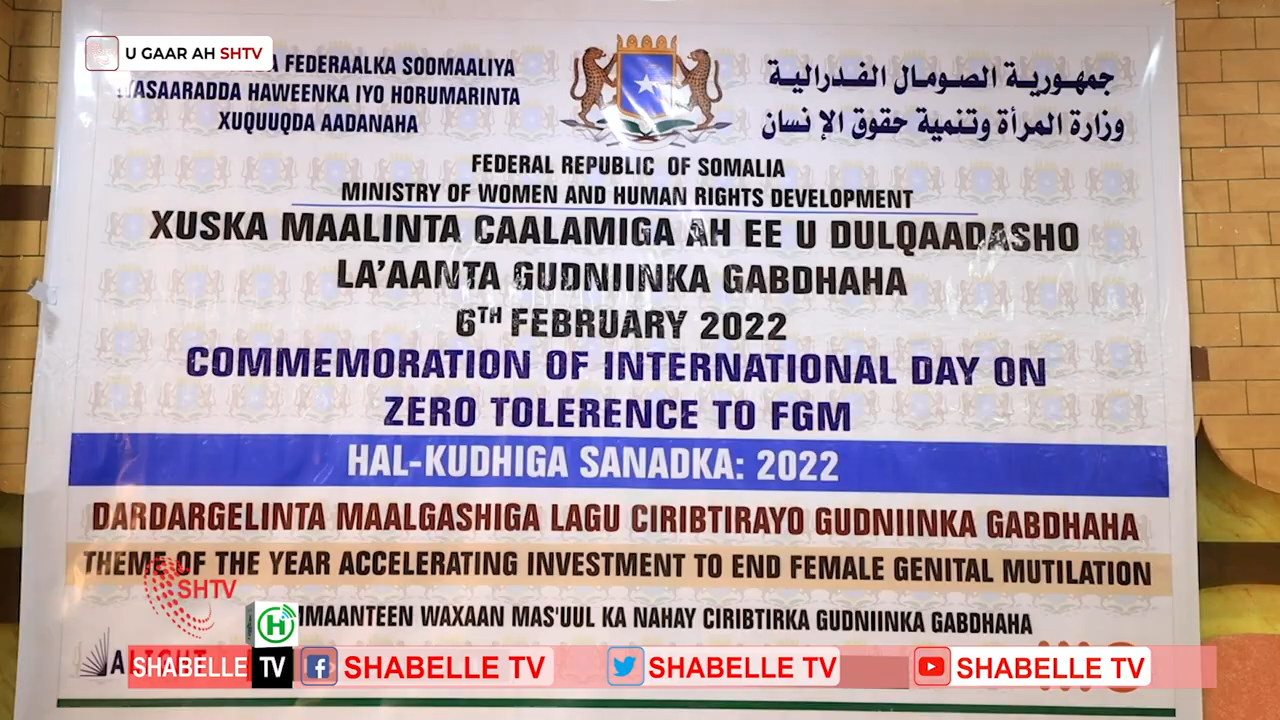 U GAAR AH SHTV
FEDERAALKA SOOMAALIYA
WASAARADDA HAWEENKA IYO HORUMARINTA
XUQUUQDA AADANAHA
جمهورية الصومال الفدرالية
وزارة المرأة وتنمية حقوق الإنسان
FEDERAL REPUBLIC OF SOMALIA
MINISTRY OF WOMEN AND HUMAN RIGHTS DEVELOPMENT
XUSKA MAALINTA CAALAMIGA AH EE U DULQAADASHO
LA'AANTA GUDNIINKA GABDHAHA
6TH FEBRUARY 2022
COMMEMORATION OF INTERNATIONAL DAY ON
ZERO TOLERENCE TO FGM
HAL-KUDHIGA SANADKA: 2022
DARDARGELINTA MAALGASHIGA LAGU CIRIBTIRAYO GUDNIINKA GABDHAHA
THEME OF THE YEAR ACCELERATING INVESTMENT TO END FEMALE GENITAL MUTILATION
SHTV
IMAANTEEN WAXAAN MAS'UUL KA NAHAY CIRIBTIRKA GUDNIINKA GABDHAHA
H
SHABELLE TV
SHABELLE TV
SHABELLE TV
SHABELLE TV